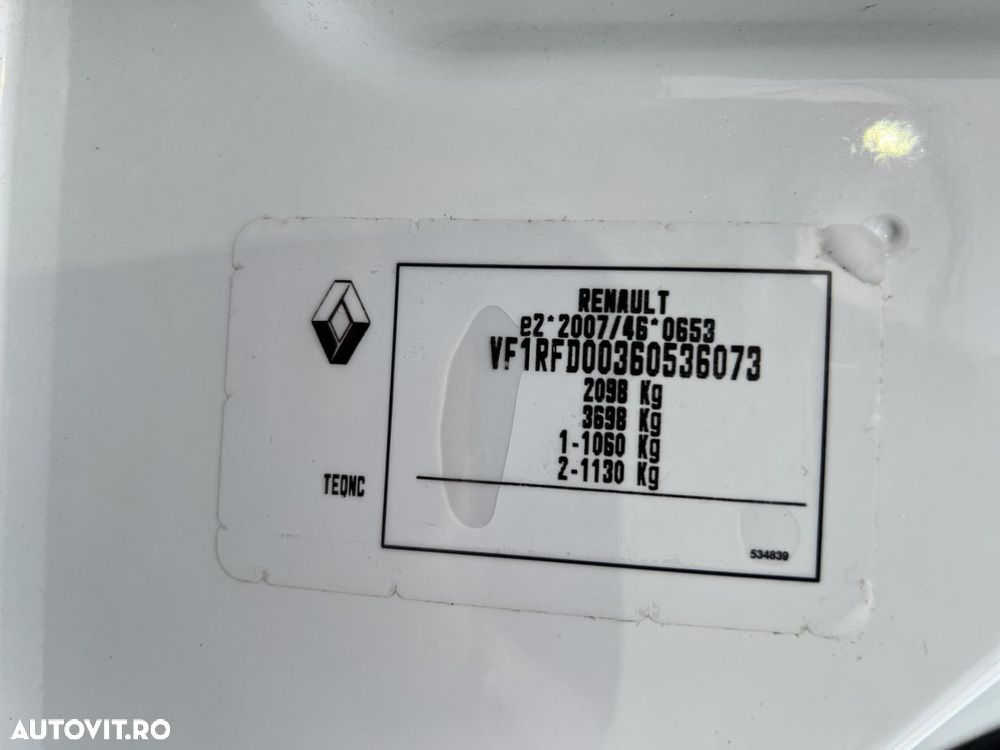 RENAULT
e2*2007/46*0653
VF1RFD00360536073
2098 Kg
3698 Kg
1-1060 Kg
2-1130 Kg
TEQNC
534839
AUTOVIT.RO